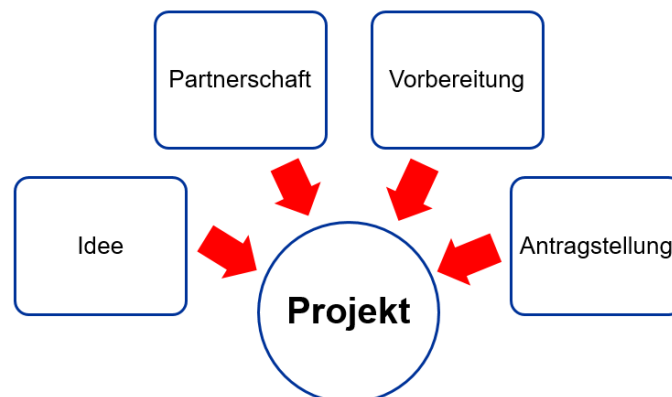 Partnerschaft
Vorbereitung
Idee
Antragstellung
Projekt